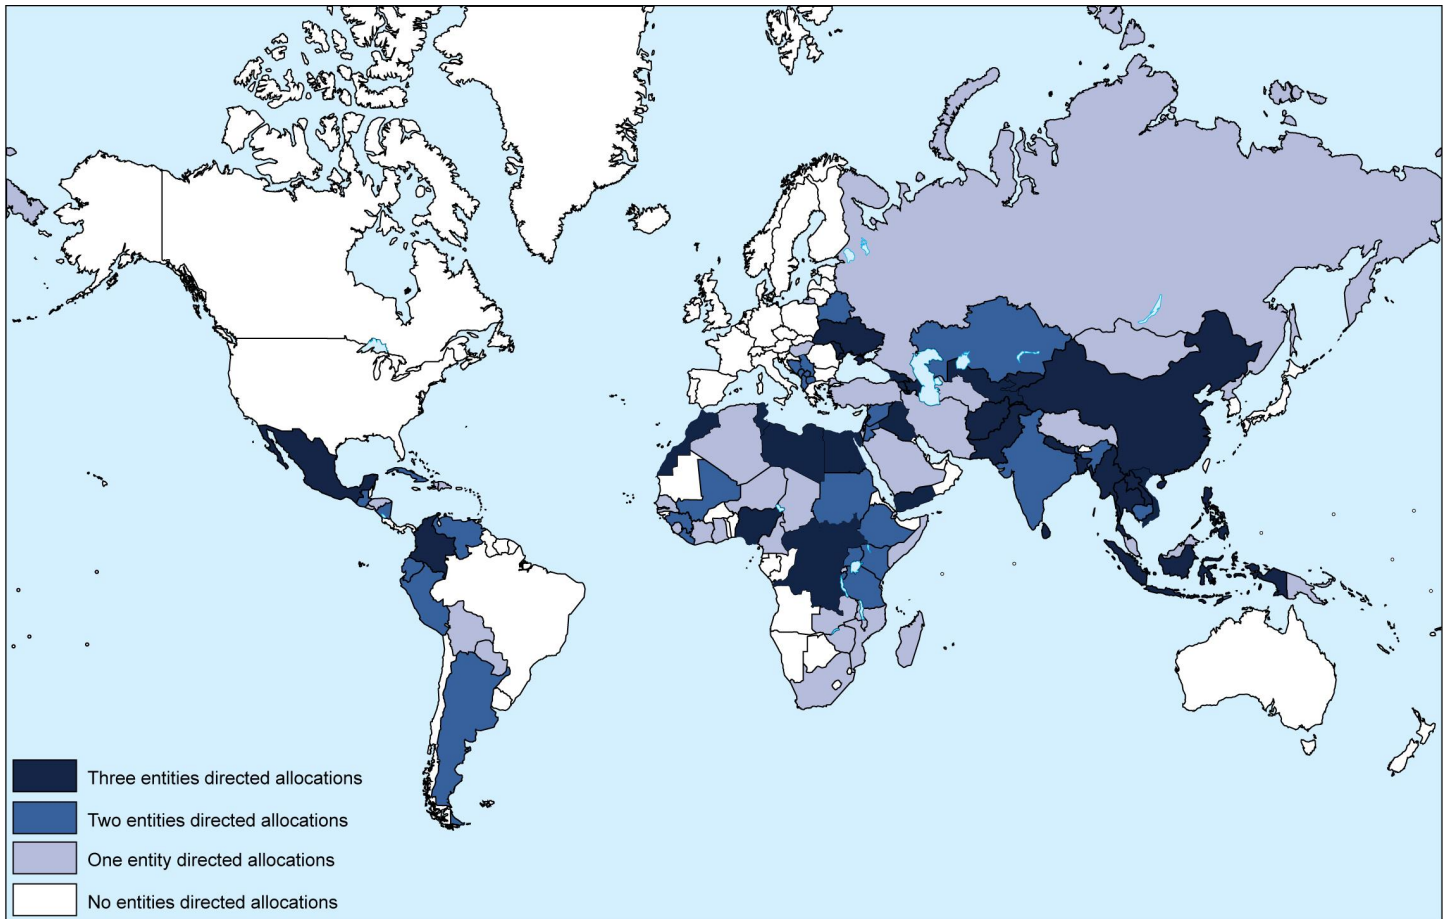 Three entities directed allocations
Two entities directed allocations
One entity directed allocations
No entities directed allocations